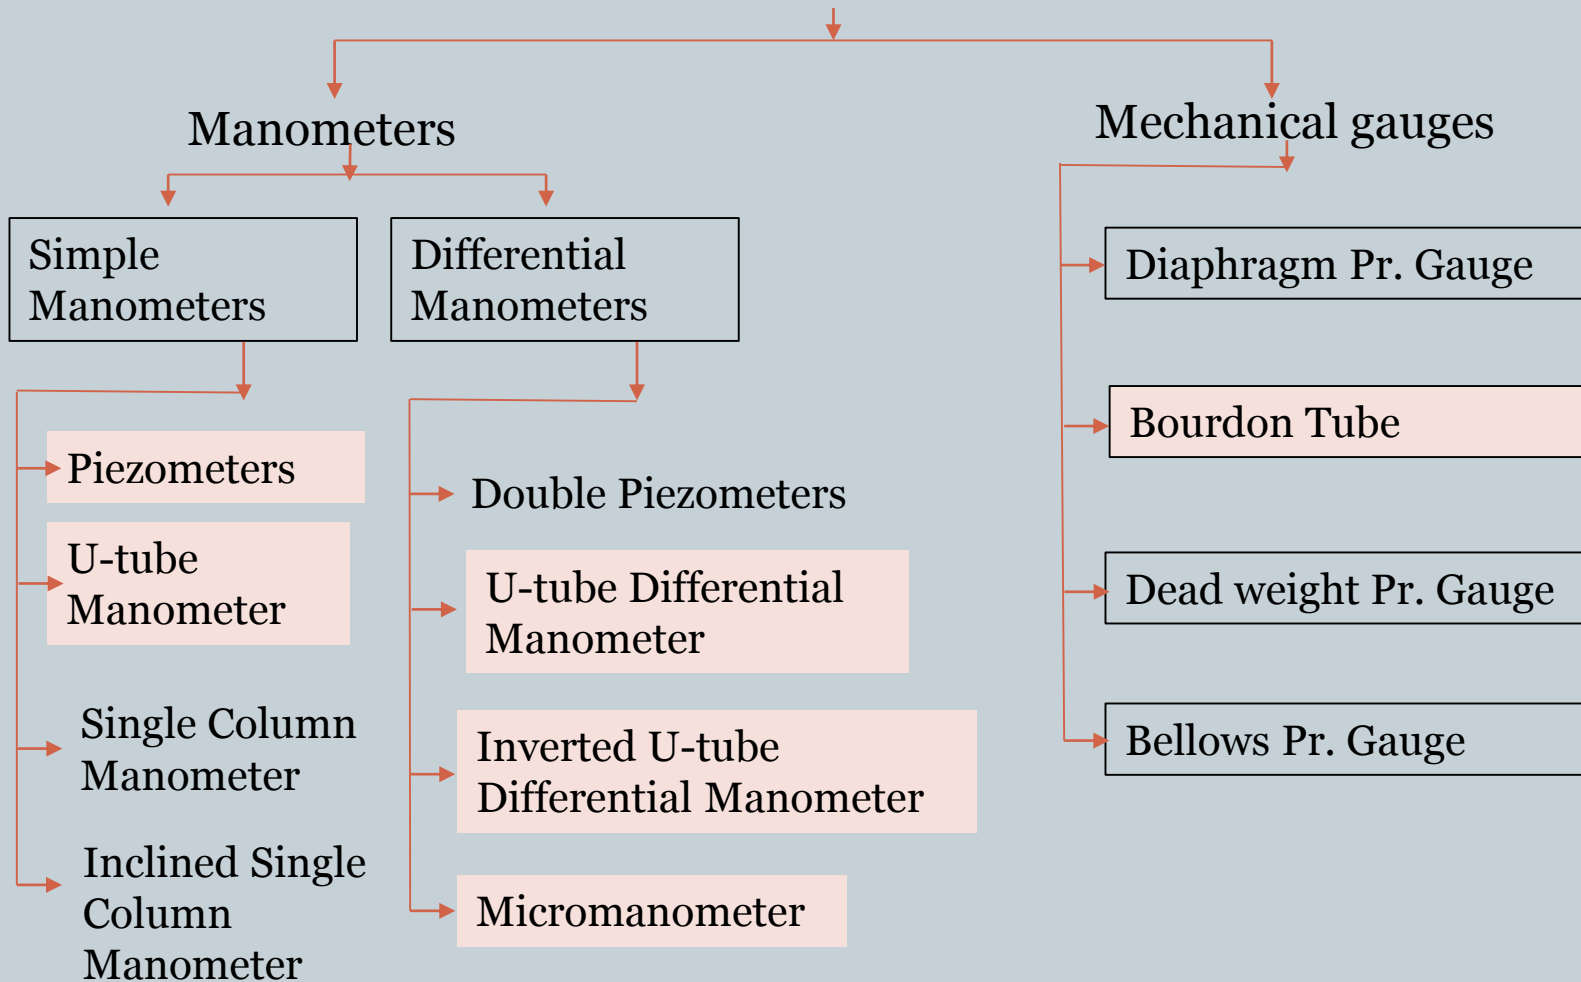 Manometers
Mechanical gauges
Simple
Manometers
Differential
Manometers
Diaphragm Pr. Gauge
Bourdon Tube
Dead weight Pr. Gauge
Bellows Pr. Gauge
Piezometers
U-tube
Manometer
Single Column
Manometer
Inclined Single
Column
Manometer
Double Piezometers
U-tube Differential
Manometer
Inverted U-tube
Differential Manometer
Micromanometer